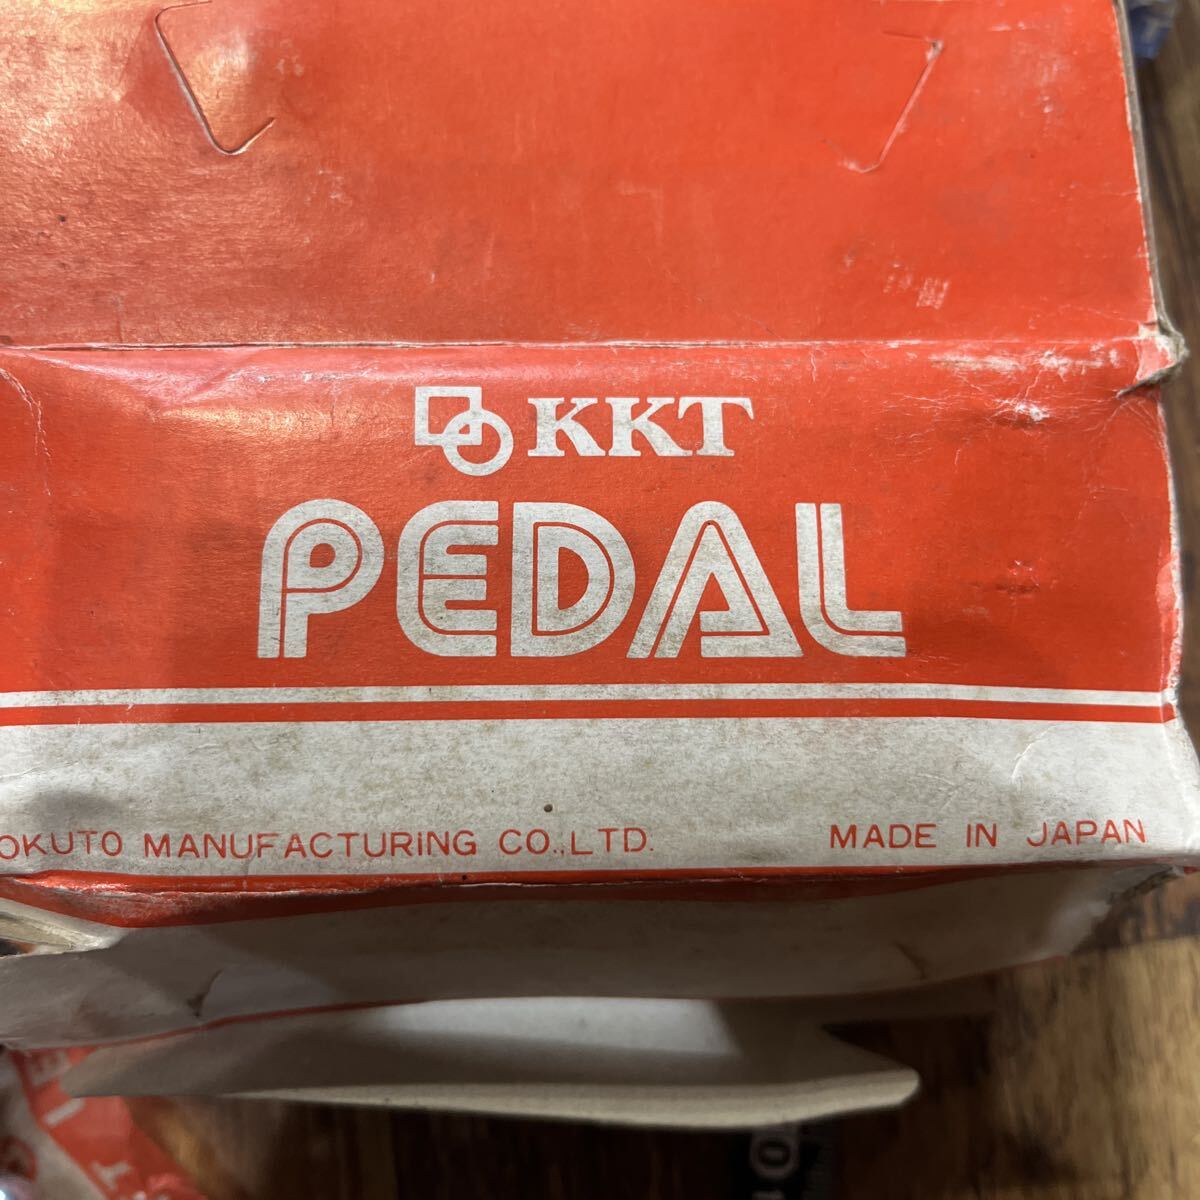 KKT
PEDAL
OKUTO MANUFACTURING CO.,LTD.
MADE IN JAPAN